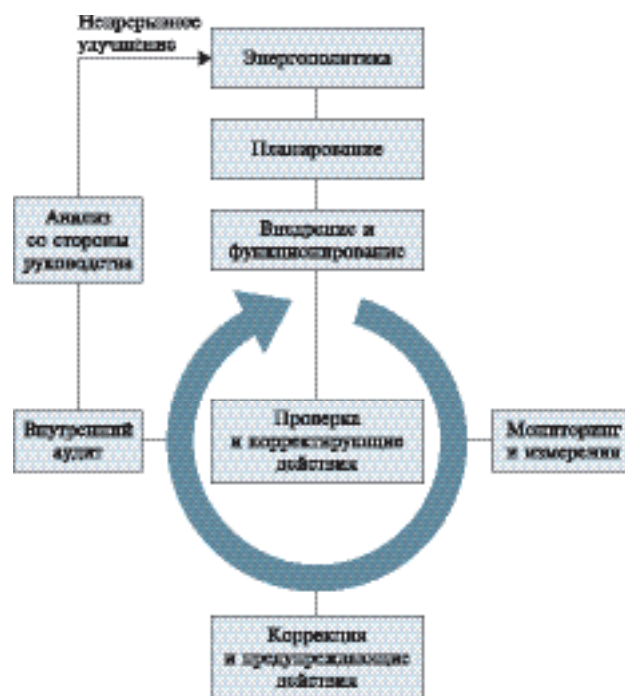 Непрерывное
улучшение
Энергополитика
Планирование
Анализ
со стороны
руководства
Внедрение и
функционирование
Внутренний
аудит
Проверка
и корректирующие
действия
Мониторинг
и измерения
Коррекция
и предупреждающие
действия